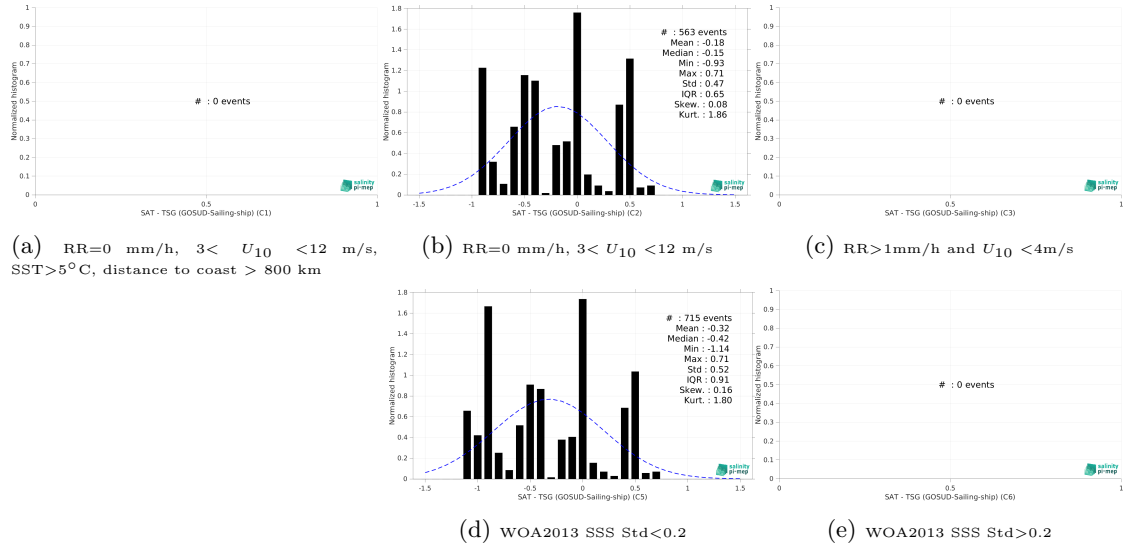 Normalized histogram
1
0.9
0.8
0.7
0.6
0.5
0.4
0.3
0.2
0.1
0
# : 0 events
0 0.5 1
SAT - TSG (GOSUD-Sailing-ship) (C1)
salinity
pi-mep
(a) RR=0 mm/h, 3< U10 <12 m/s,
SST>5°C, distance to coast > 800 km
Normalized histogram
1.8
1.6
1.4
1.2
1
0.8
0.6
0.4
0.2
0.0
# : 563 events
Mean : -0.18
Median : -0.15
Min : -0.93
Max : 0.71
Std : 0.47
IQR : 0.65
Skew. : 0.08
Kurt. : 1.86
-1.5 -1 -0.5 0 0.5 1 1.5
SAT - TSG (GOSUD-Sailing-ship) (C2)
salinity
pi-mep
(b) RR=0 mm/h, 3< U10 <12 m/s
Normalized histogram
1
0.9
0.8
0.7
0.6
0.5
0.4
0.3
0.2
0.1
0
# : 0 events
0 0.5 1
SAT - TSG (GOSUD-Sailing-ship) (C3)
salinity
pi-mep
(c) RR>1mm/h and U10 <4m/s
Normalized histogram
1.8
1.6
1.4
1.2
1
0.8
0.6
0.4
0.2
0
# : 715 events
Mean : -0.32
Median : -0.42
Min : -1.14
Max : 0.71
Std : 0.52
IQR : 0.91
Skew. : 0.16
Kurt. : 1.80
-1.5 -1 -0.5 0 0.5 1 1.5
SAT - TSG (GOSUD-Sailing-ship) (C5)
salinity
pi-mep
(d) WOA2013 SSS Std<0.2
Normalized histogram
1
0.9
0.8
0.7
0.6
0.5
0.4
0.3
0.2
0.1
0
# : 0 events
0 0.5 1
SAT - TSG (GOSUD-Sailing-ship) (C6)
salinity
pi-mep
(e) WOA2013 SSS Std>0.2